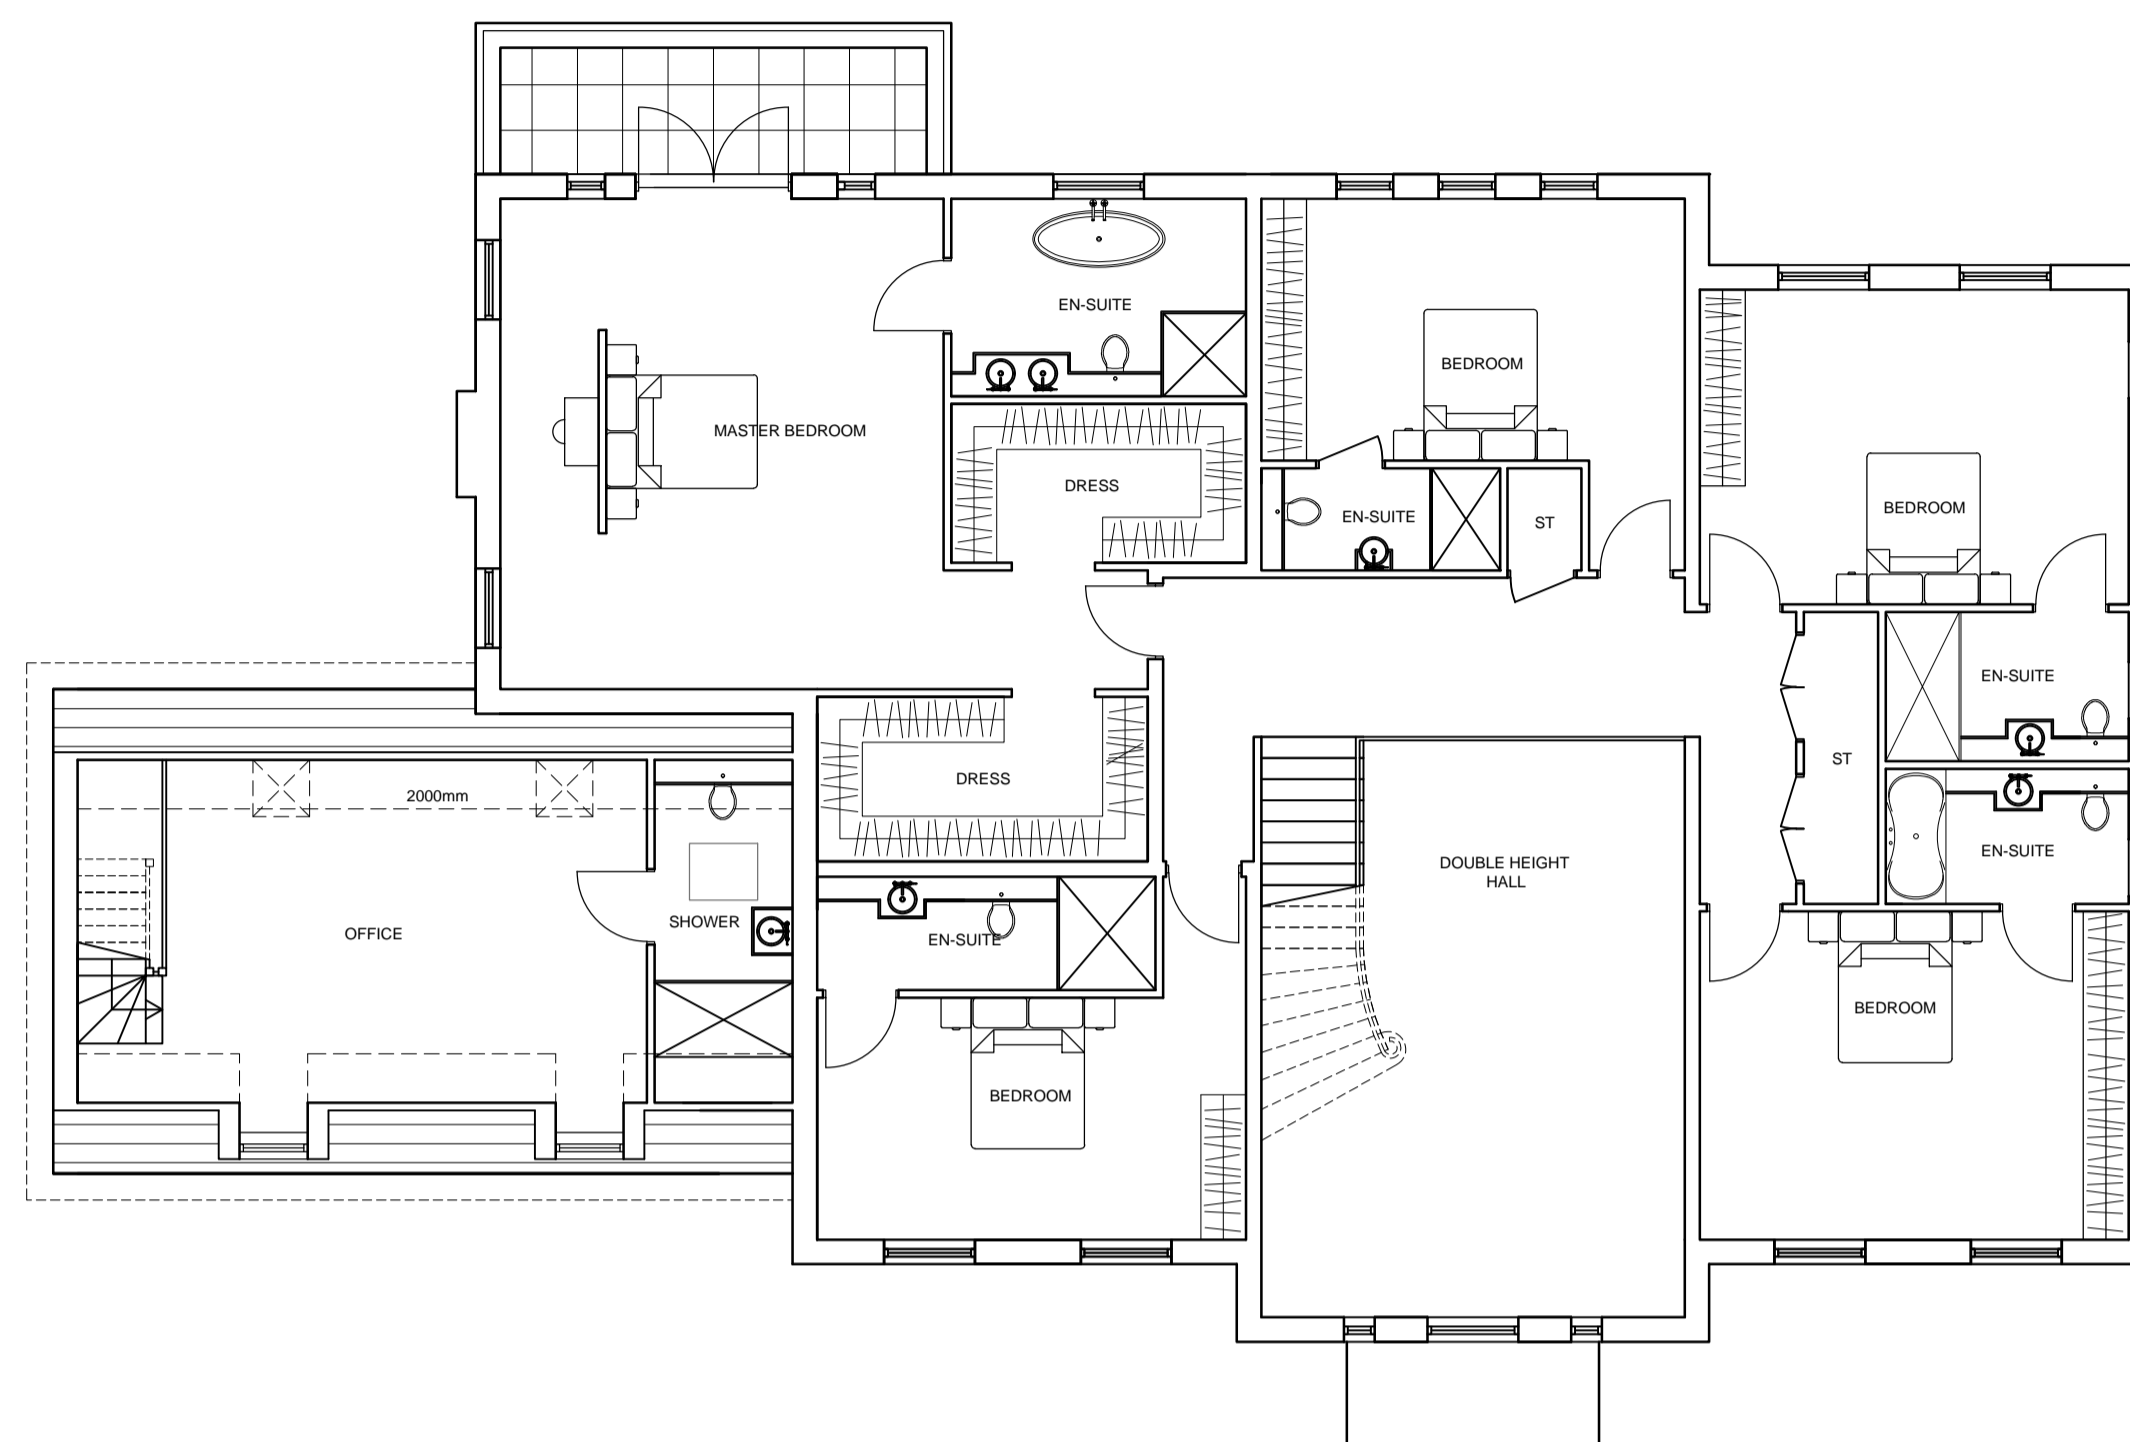 EN-SUITE
BEDROOM
MASTER BEDROOM
DRESS
BEDROOM
EN-SUITE
ST
EN-SUITE
ST
DRESS
2000mm
EN-SUITE
DOUBLE HEIGHT
HALL
SHOWER
OFFICE
EN-SUITE
BEDROOM
BEDROOM